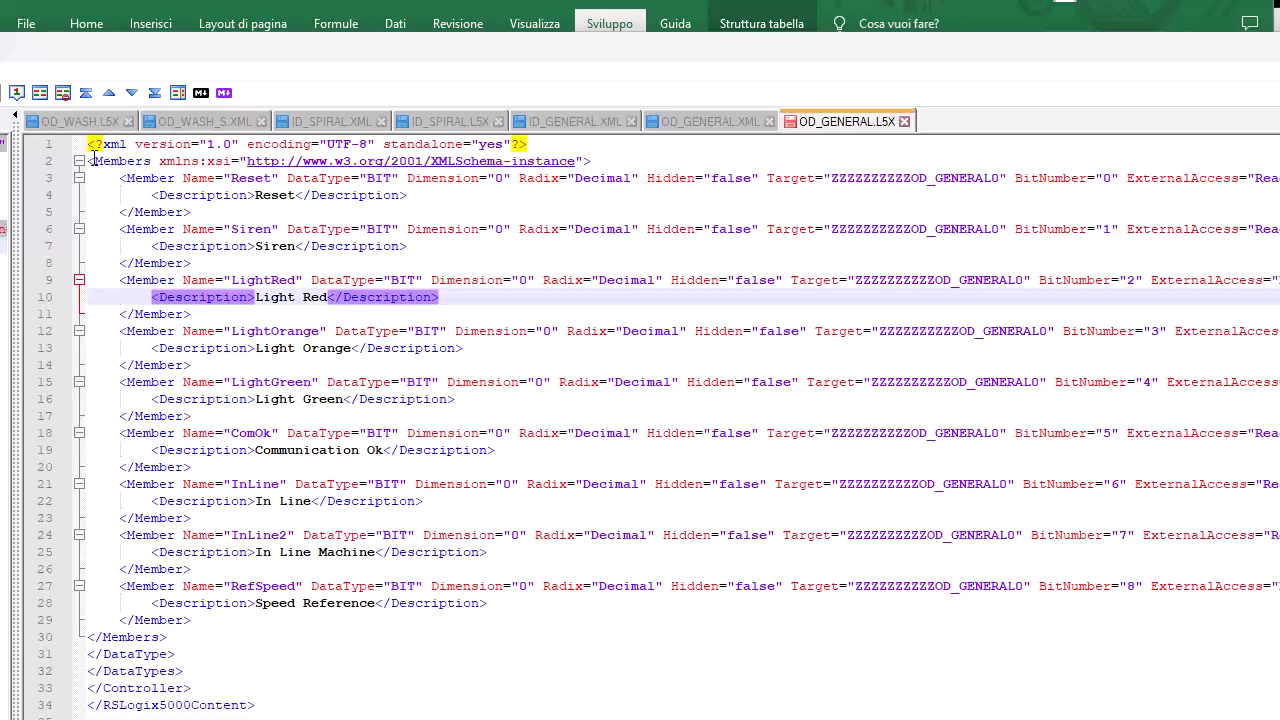 File Home Inserisci Layout di pagina Formule Dati Revisione Visualizza Sviluppo Guida Struttura tabella Cosa vuoi fare?
OD_WASH.L5X OD_WASH_S.XML ID_SPIRAL.XML ID_SPIRAL.L5X ID_GENERAL.XML OD_GENERAL.XML OD_GENERAL.L5X
1 <?xml version="1.0" encoding="UTF-8" standalone="yes"?>
2 <Members xmlns:xsi="http://www.w3.org/2001/XMLSchema-instance">
3 <Member Name="Reset" DataType="BIT" Dimension="0" Radix="Decimal" Hidden="false" Target="ZZZZZZZZZZOD_GENERAL0" BitNumber="0" ExternalAccess="Rea
4 <Description>Reset</Description>
5 </Member>
6 <Member Name="Siren" DataType="BIT" Dimension="0" Radix="Decimal" Hidden="false" Target="ZZZZZZZZZZOD_GENERAL0" BitNumber="1" ExternalAccess="Rea
7 <Description>Siren</Description>
8 </Member>
9 <Member Name="LightRed" DataType="BIT" Dimension="0" Radix="Decimal" Hidden="false" Target="ZZZZZZZZZZOD_GENERAL0" BitNumber="2" ExternalAccess="
10 <Description>Light Red</Description>
11 </Member>
12 <Member Name="LightOrange" DataType="BIT" Dimension="0" Radix="Decimal" Hidden="false" Target="ZZZZZZZZZZOD_GENERAL0" BitNumber="3" ExternalAcces
13 <Description>Light Orange</Description>
14 </Member>
15 <Member Name="LightGreen" DataType="BIT" Dimension="0" Radix="Decimal" Hidden="false" Target="ZZZZZZZZZZOD_GENERAL0" BitNumber="4" ExternalAccess
16 <Description>Light Green</Description>
17 </Member>
18 <Member Name="ComOk" DataType="BIT" Dimension="0" Radix="Decimal" Hidden="false" Target="ZZZZZZZZZZOD_GENERAL0" BitNumber="5" ExternalAccess="Rea
19 <Description>Communication Ok</Description>
20 </Member>
21 <Member Name="InLine" DataType="BIT" Dimension="0" Radix="Decimal" Hidden="false" Target="ZZZZZZZZZZOD_GENERAL0" BitNumber="6" ExternalAccess="Re
22 <Description>In Line</Description>
23 </Member>
24 <Member Name="InLine2" DataType="BIT" Dimension="0" Radix="Decimal" Hidden="false" Target="ZZZZZZZZZZOD_GENERAL0" BitNumber="7" ExternalAccess="R
25 <Description>In Line Machine</Description>
26 </Member>
27 <Member Name="RefSpeed" DataType="BIT" Dimension="0" Radix="Decimal" Hidden="false" Target="ZZZZZZZZZZOD_GENERAL0" BitNumber="8" ExternalAccess="
28 <Description>Speed Reference</Description>
29 </Member>
30 </Members>
31 </DataType>
32 </DataTypes>
33 </Controller>
34 </RSLogix5000Content>